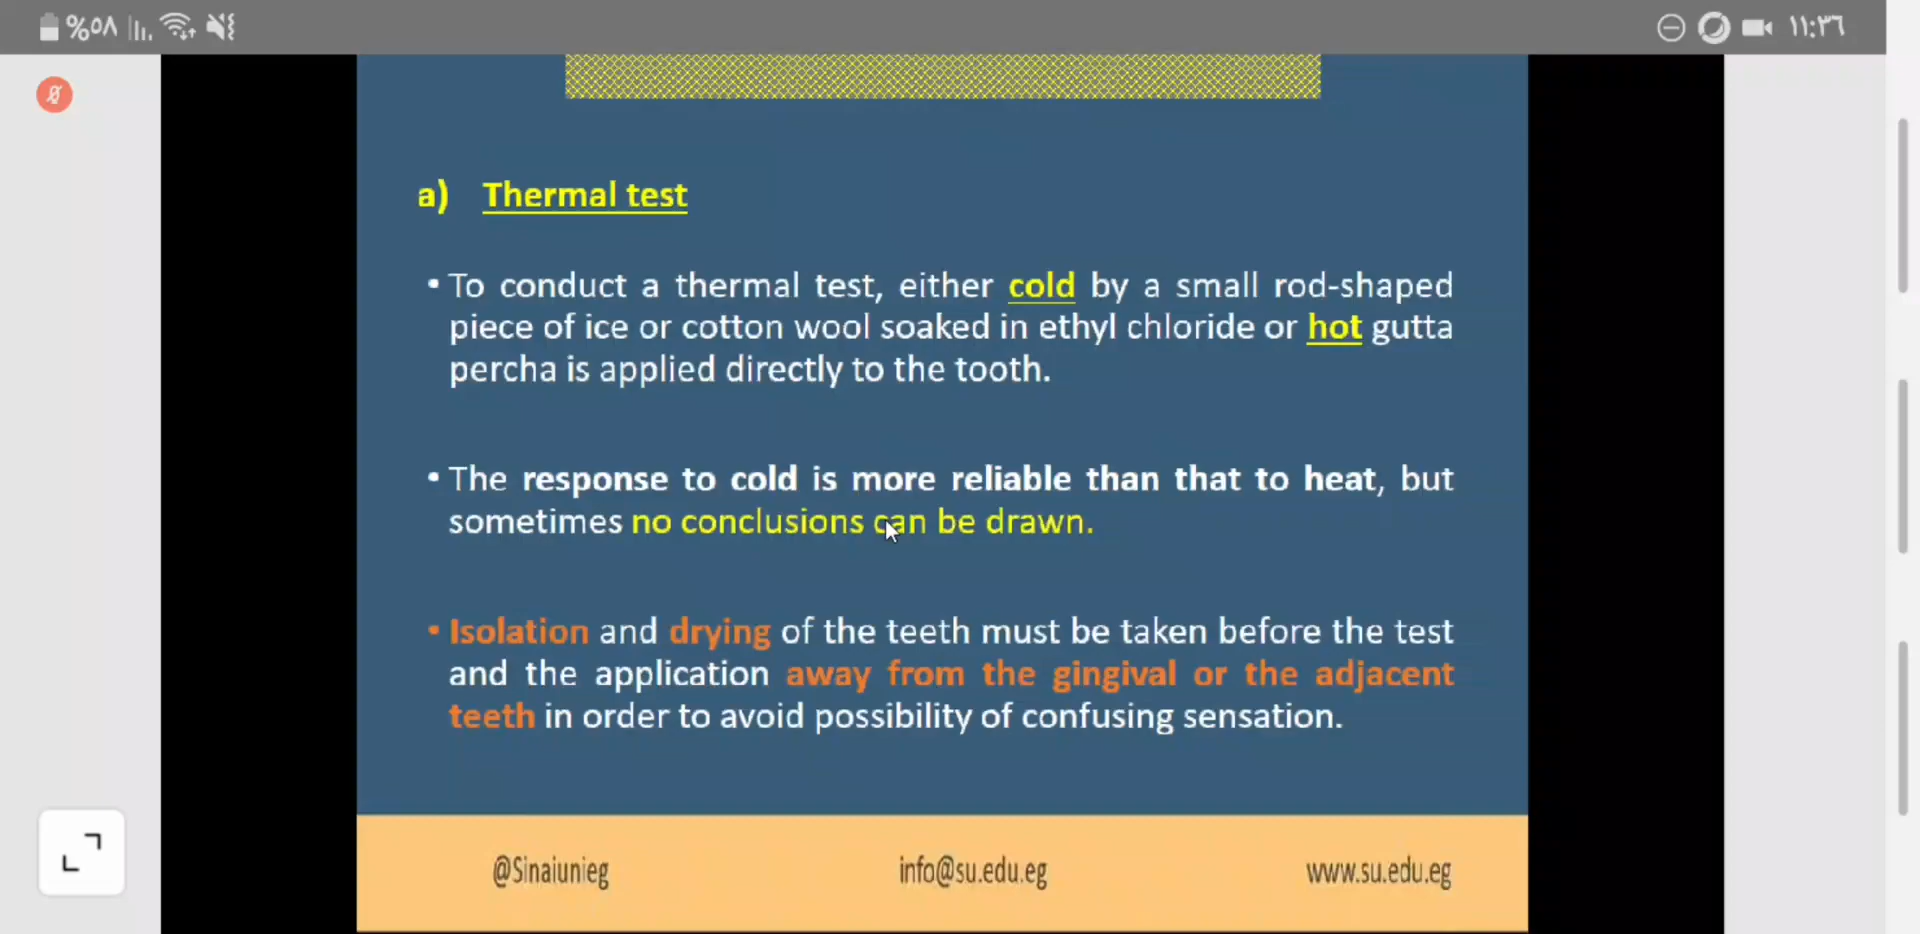 %٥٨
١١:٣٦
a) Thermal test
• To conduct a thermal test, either cold by a small rod-shaped
piece of ice or cotton wool soaked in ethyl chloride or hot gutta
percha is applied directly to the tooth.
• The response to cold is more reliable than that to heat, but
sometimes no conclusions can be drawn.
• Isolation and drying of the teeth must be taken before the test
and the application away from the gingival or the adjacent
teeth in order to avoid possibility of confusing sensation.
@Sinaiunieg
info@su.edu.eg
www.su.edu.eg